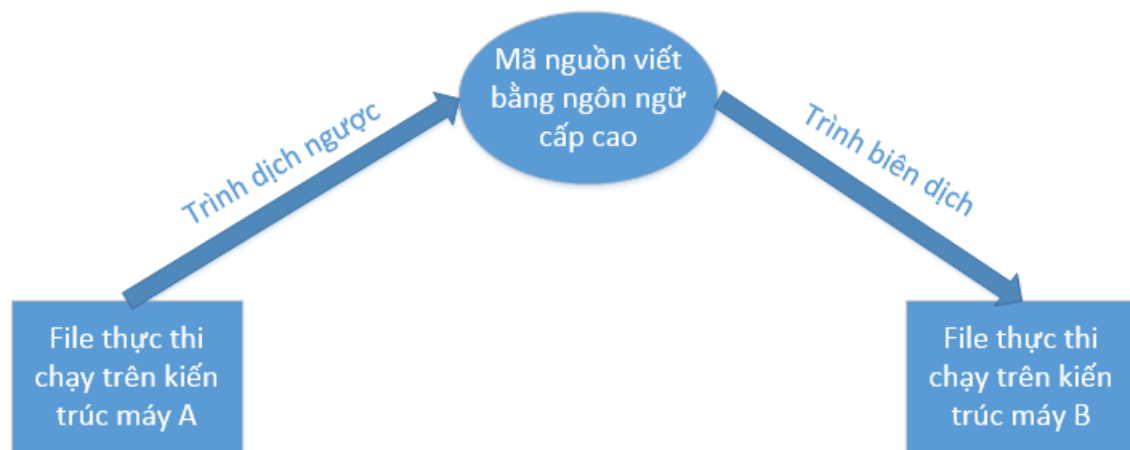 Mã nguồn viết
bằng ngôn ngữ
cấp cao
Trình dịch ngược
Trình biên dịch
File thực thi
chạy trên kiến
trúc máy A
File thực thi
chạy trên kiến
trúc máy B